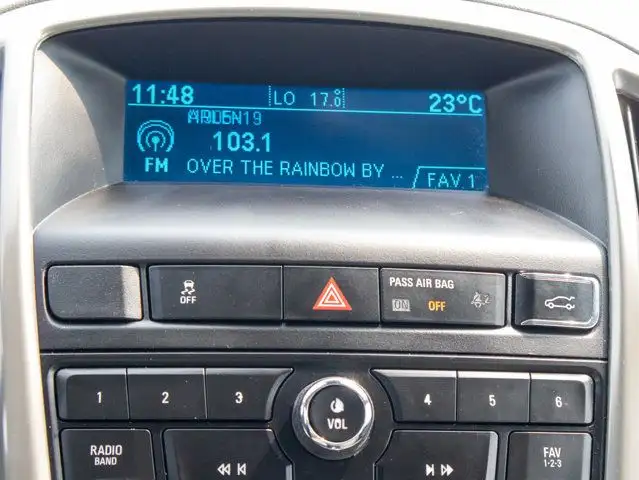 11:48 LO 17.0° 23°C
103.1
FM OVER THE RAINBOW BY ... FAV 1
OFF PASS AIR BAG
ON OFF 2
1 2 3 VOL 4 5 6
RADIO BAND FAV 1-2-3